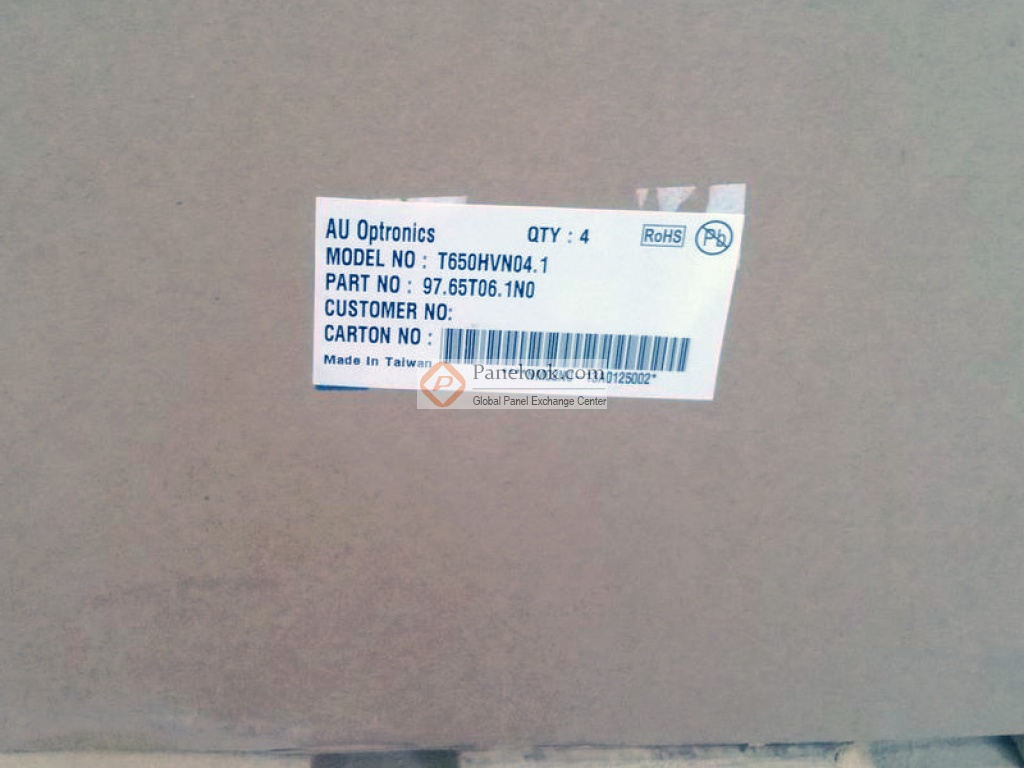 AU Optronics QTY : 4 RoHS Pb
MODEL NO : T650HVN04.1
PART NO : 97.65T06.1N0
CUSTOMER NO:
CARTON NO :
Made In Taiwan
Panelook.com
Global Panel Exchange Center